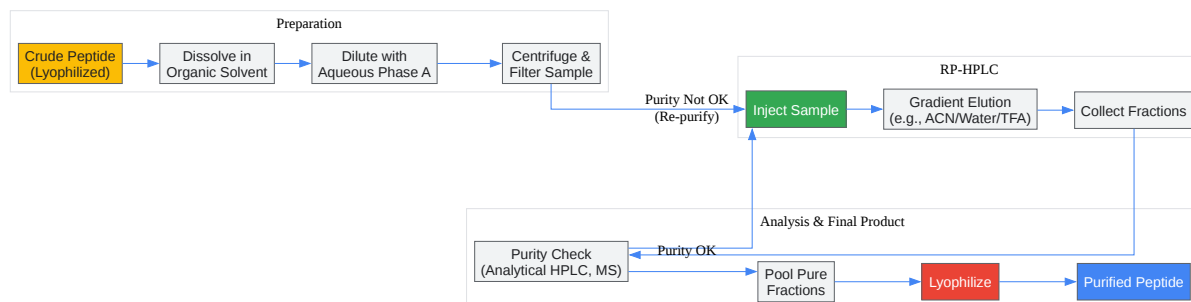 Preparation
Crude Peptide
(Lyophilized)
Dissolve in
Organic Solvent
Dilute with
Aqueous Phase A
Centrifuge &
Filter Sample
Purity Not OK
(Re-purify)
RP-HPLC
Inject Sample
Gradient Elution
(e.g., ACN/Water/TFA)
Collect Fractions
Analysis & Final Product
Purity Check
(Analytical HPLC, MS)
Purity OK
Pool Pure
Fractions
Lyophilize
Purified Peptide